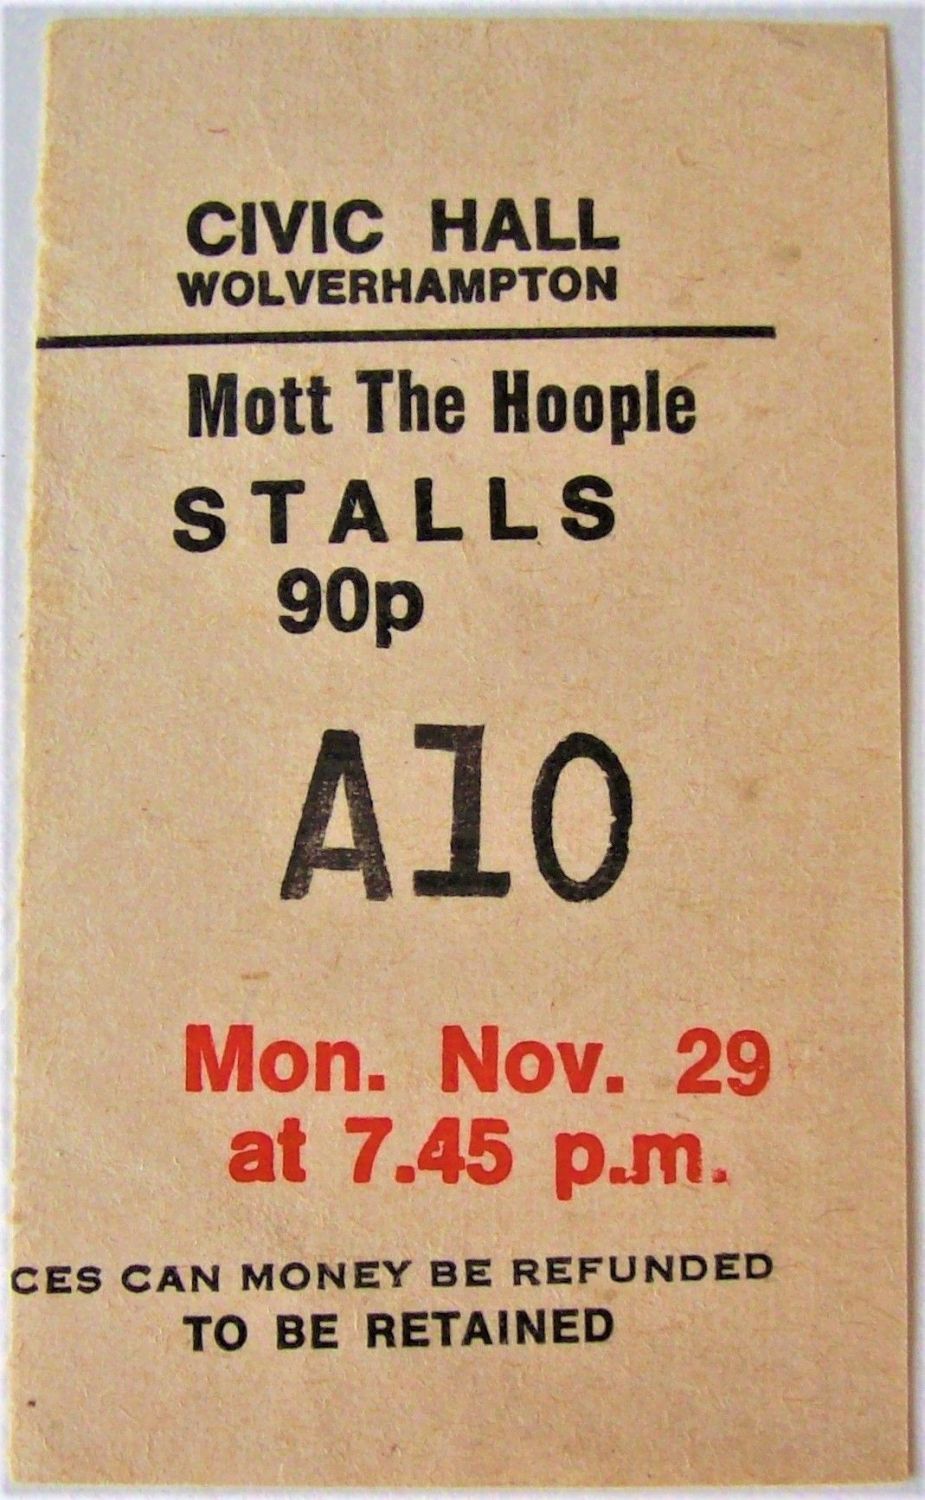 CIVIC HALL
WOLVERHAMPTON
Mott The Hoople
STALLS
90p
A10
Mon. Nov. 29
at 7.45 p.m.
CES CAN MONEY BE REFUNDED
TO BE RETAINED